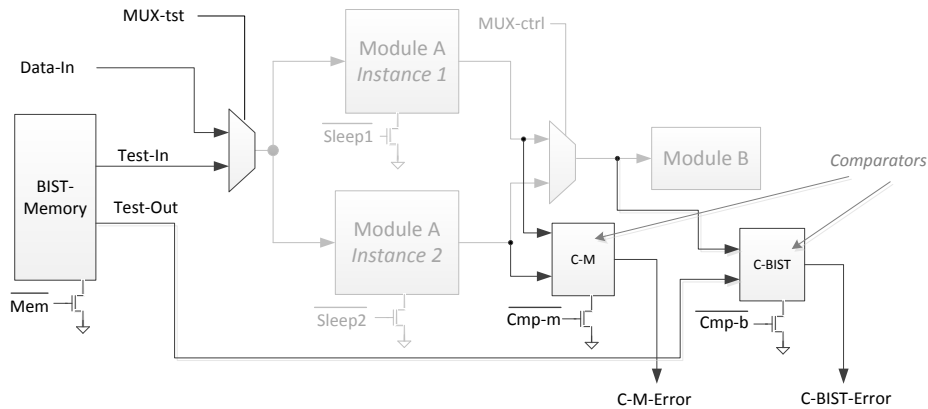 MUX-tst
MUX-ctrl
Data-In
Module A
Instance 1
Sleep1
Test-In
BIST-
Memory
Module B
Comparators
Test-Out
Module A
Instance 2
C-M
C-BIST
Mem
Sleep2
Cmp-m
Cmp-b
C-M-Error
C-BIST-Error